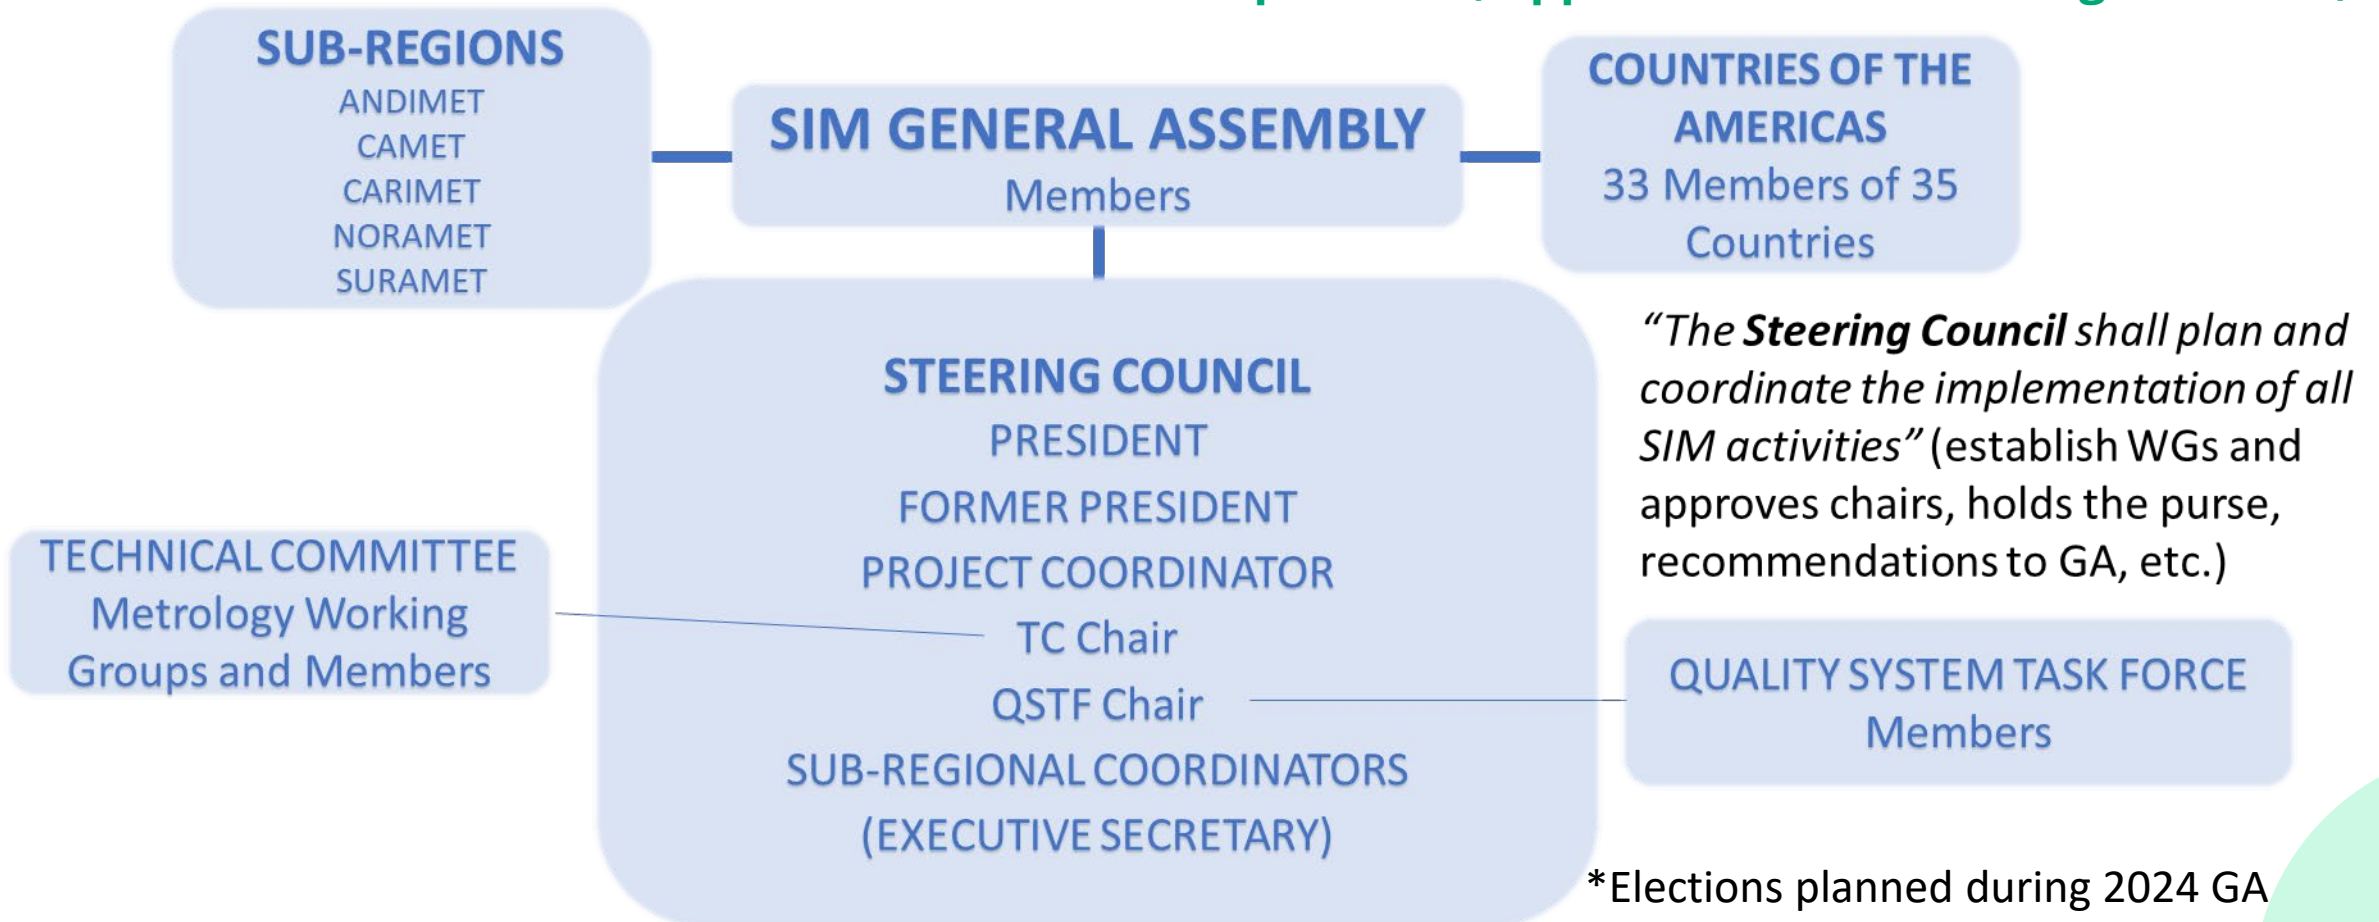 SUB-REGIONS
ANDIMET
CAMET
CARIMET
NORAMET
SURAMET
SIM GENERAL ASSEMBLY
Members
COUNTRIES OF THE
AMERICAS
33 Members of 35
Countries
STEERING COUNCIL
PRESIDENT
FORMER PRESIDENT
PROJECT COORDINATOR
TC Chair
QSTF Chair
SUB-REGIONAL COORDINATORS
(EXECUTIVE SECRETARY)
TECHNICAL COMMITTEE
Metrology Working
Groups and Members
“The Steering Council shall plan and
coordinate the implementation of all
SIM activities” (establish WGs and
approves chairs, holds the purse,
recommendations to GA, etc.)
QUALITY SYSTEM TASK FORCE
Members
*Elections planned during 2024 GA